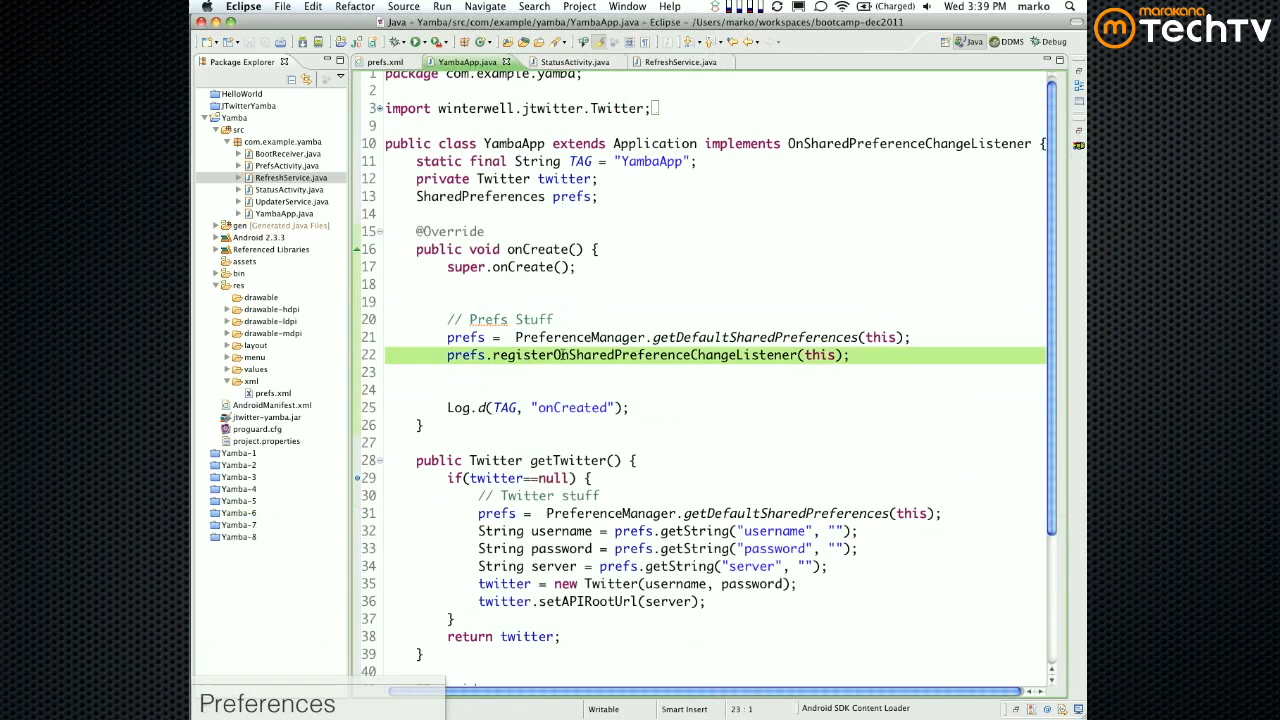 Eclipse File Edit Refactor Source Run Navigate Search Project Window Help (Charged) Wed 3:39 PM marko
marakana
TechTV
Java - Yamba/src/com/example/yamba/YambaApp.java - Eclipse - /Users/marko/workspaces/bootcamp-dec2011
Java DDMS Debug
Package Explorer
prefs.xml YambaApp.java StatusActivity.java RefreshService.java
HelloWorld
JTwitterYamba
Yamba
src
com.example.yamba
BootReceiver.java
PrefsActivity.java
RefreshService.java
StatusActivity.java
UpdaterService.java
YambaApp.java
gen [Generated Java Files]
Android 2.3.3
Referenced Libraries
assets
bin
res
drawable
drawable-hdpi
drawable-ldpi
drawable-mdpi
layout
menu
values
xml
prefs.xml
AndroidManifest.xml
jtwitter-yamba.jar
proguard.cfg
project.properties
Yamba-1
Yamba-2
Yamba-3
Yamba-4
Yamba-5
Yamba-6
Yamba-7
Yamba-8
1 package com.example.yamba;
2
3 import winterwell.jtwitter.Twitter;
9
10 public class YambaApp extends Application implements OnSharedPreferenceChangeListener {
11 static final String TAG = "YambaApp";
12 private Twitter twitter;
13 SharedPreferences prefs;
14
15 @Override
16 public void onCreate() {
17 super.onCreate();
18
19
20 // Prefs Stuff
21 prefs = PreferenceManager.getDefaultSharedPreferences(this);
22 prefs.registerOnSharedPreferenceChangeListener(this);
23
24
25 Log.d(TAG, "onCreated");
26 }
27
28 public Twitter getTwitter() {
29 if(twitter==null) {
30 // Twitter stuff
31 prefs = PreferenceManager.getDefaultSharedPreferences(this);
32 String username = prefs.getString("username", "");
33 String password = prefs.getString("password", "");
34 String server = prefs.getString("server", "");
35 twitter = new Twitter(username, password);
36 twitter.setAPIRootUrl(server);
37 }
38 return twitter;
39 }
40
Preferences
Writable Smart Insert 23 : 1 Android SDK Content Loader